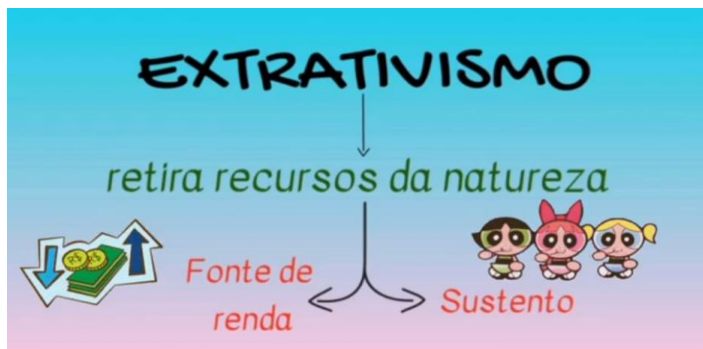 EXTRATIVISMO
retira recursos da natureza
Fonte de
renda
Sustento